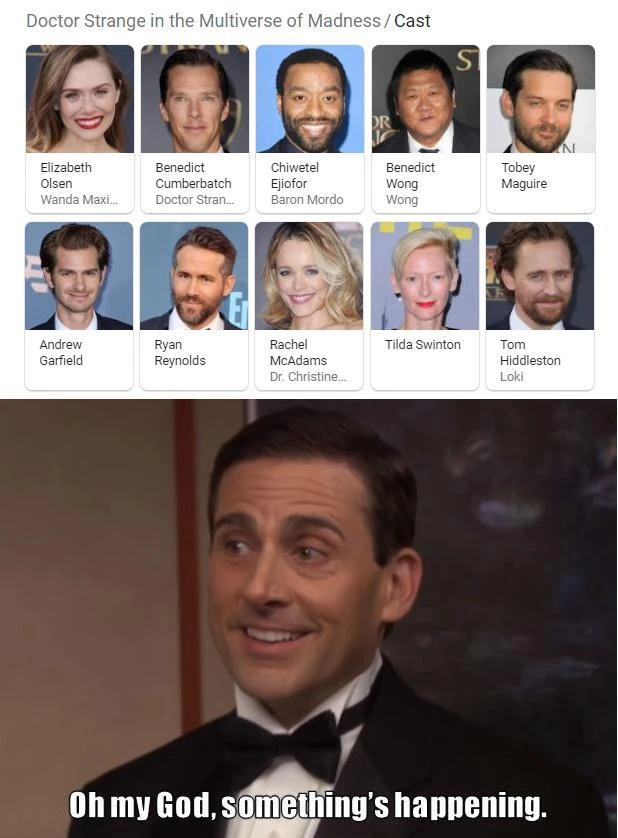 Doctor Strange in the Multiverse of Madness / Cast
Elizabeth
Olsen
Wanda Maxi...
Benedict
Cumberbatch
Doctor Stran...
Chiwetel
Ejiofor
Baron Mordo
Benedict
Wong
Wong
Tobey
Maguire
Andrew
Garfield
Ryan
Reynolds
Rachel
McAdams
Dr. Christine...
Tilda Swinton
Tom
Hiddleston
Loki
Oh my God, something's happening.